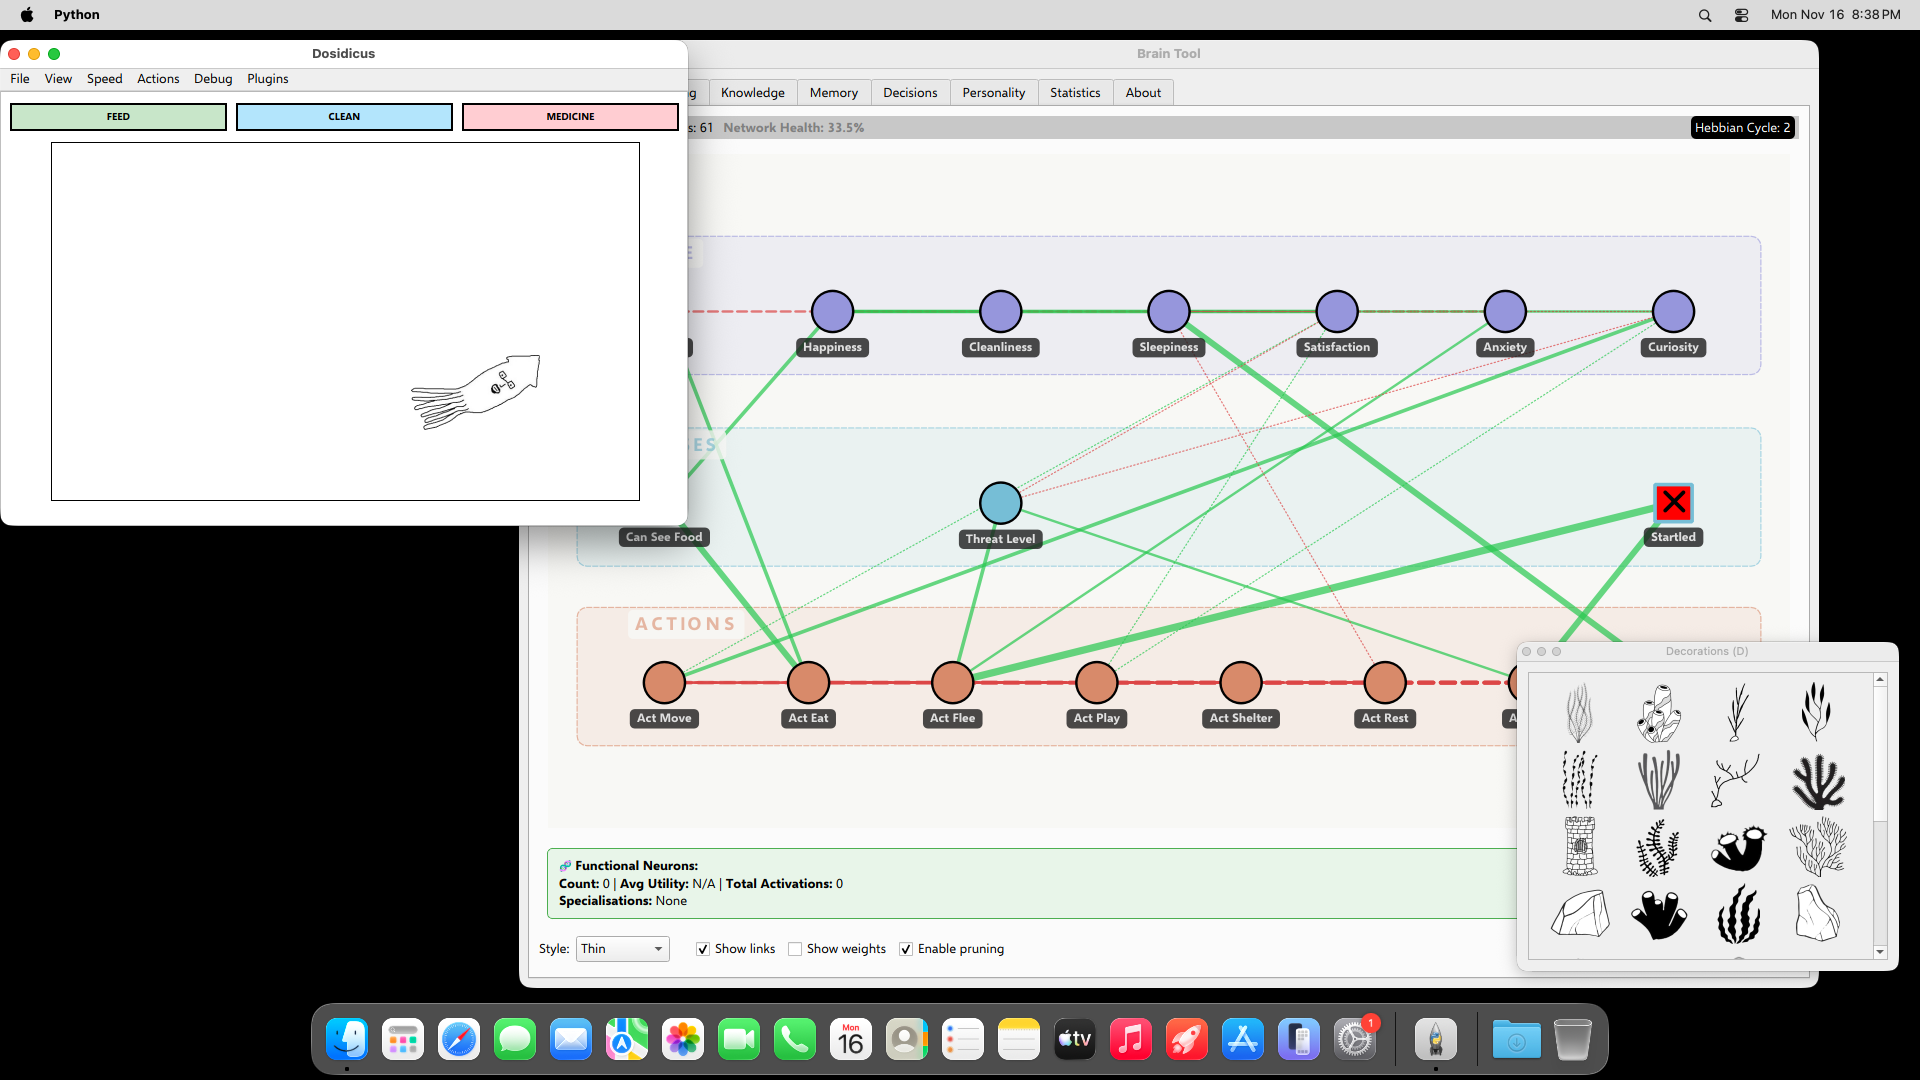 Python
Mon Nov 16 8:38 PM
Dosidicus
File View Speed Actions Debug Plugins
FEED CLEAN MEDICINE
Brain Tool
g Knowledge Memory Decisions Personality Statistics About
s: 61 Network Health: 33.5%
Hebbian Cycle: 2
E
Happiness Cleanliness Sleepiness Satisfaction Anxiety Curiosity
ES
Can See Food Threat Level Startled
ACTIONS
Act Move Act Eat Act Flee Act Play Act Shelter Act Rest A
Functional Neurons:
Count: 0 | Avg Utility: N/A | Total Activations: 0
Specialisations: None
Style: Thin Show links Show weights Enable pruning
Decorations (D)
Mon
16
tv
1